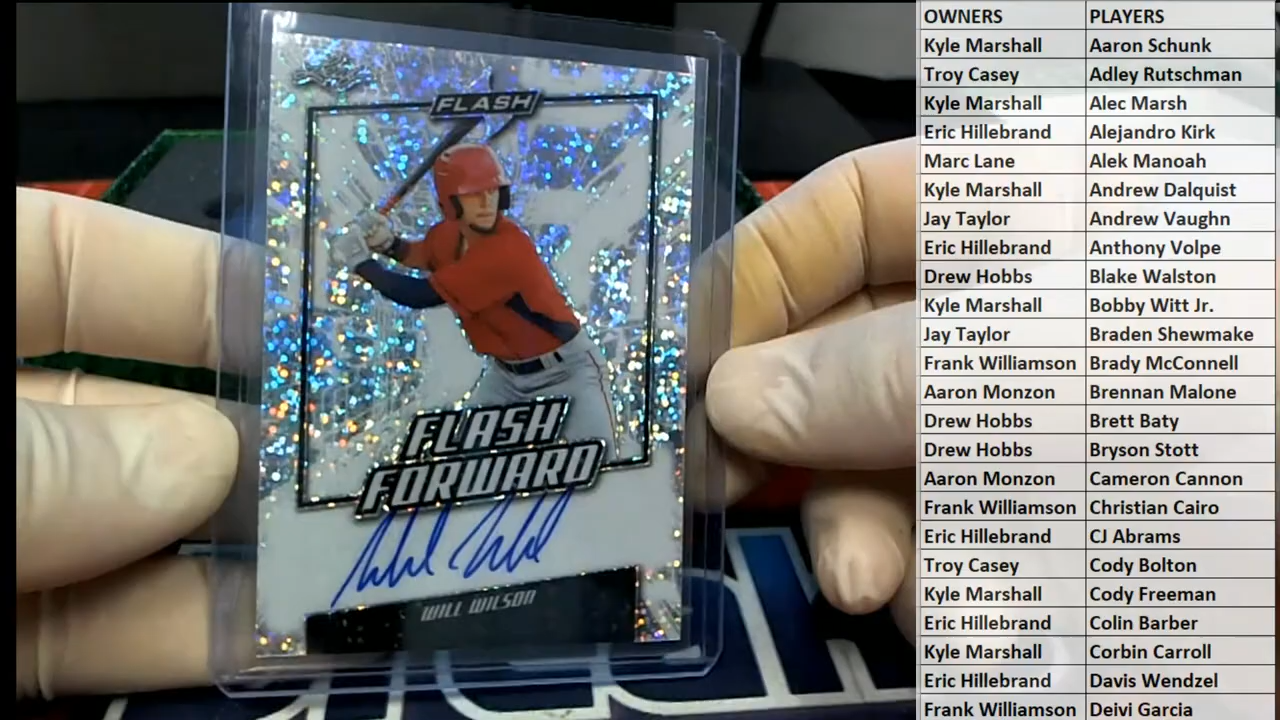 FLASH
FLASH
FORWARD
WILL WILSON
OWNERS PLAYERS
Kyle Marshall Aaron Schunk
Troy Casey Adley Rutschman
Kyle Marshall Alec Marsh
Eric Hillebrand Alejandro Kirk
Marc Lane Alek Manoah
Kyle Marshall Andrew Dalquist
Jay Taylor Andrew Vaughn
Eric Hillebrand Anthony Volpe
Drew Hobbs Blake Walston
Kyle Marshall Bobby Witt Jr.
Jay Taylor Braden Shewmake
Frank Williamson Brady McConnell
Aaron Monzon Brennan Malone
Drew Hobbs Brett Baty
Drew Hobbs Bryson Stott
Aaron Monzon Cameron Cannon
Frank Williamson Christian Cairo
Eric Hillebrand CJ Abrams
Troy Casey Cody Bolton
Kyle Marshall Cody Freeman
Eric Hillebrand Colin Barber
Kyle Marshall Corbin Carroll
Eric Hillebrand Davis Wendzel
Frank Williamson Deivi Garcia